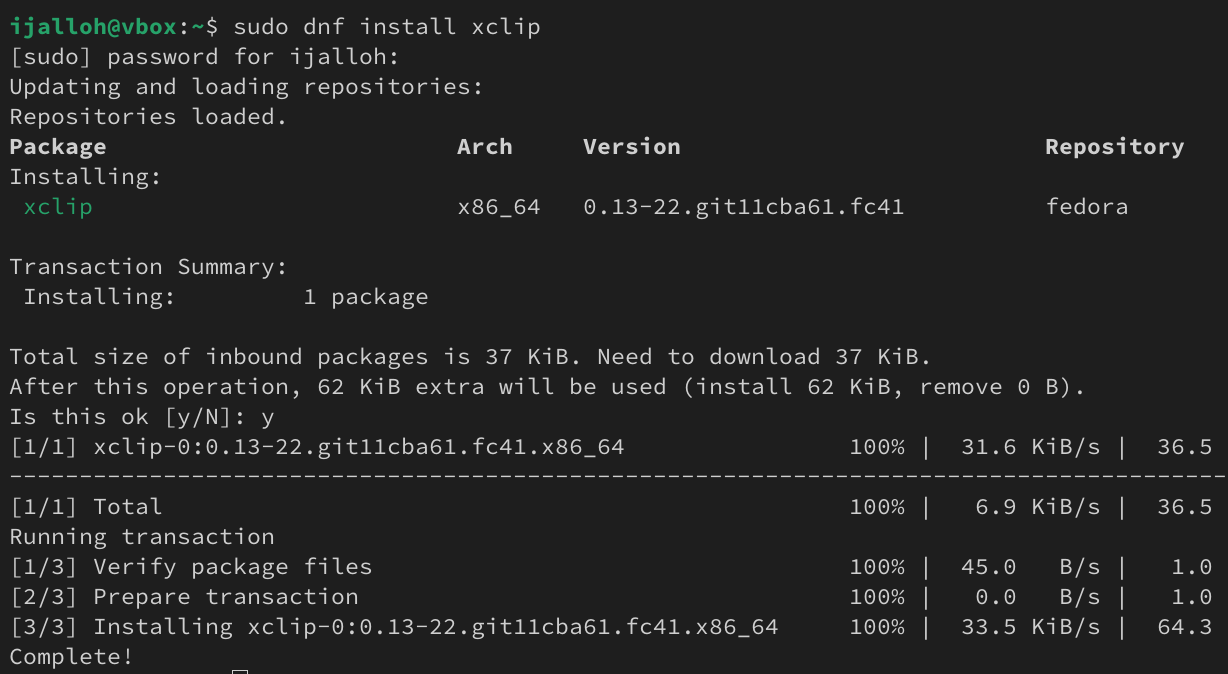 ijalloh@vbox:~$ sudo dnf install xclip
[sudo] password for ijalloh:
Updating and loading repositories:
Repositories loaded.
Package                         Arch     Version                          Repository
Installing:
 xclip                          x86_64   0.13-22.git11cba61.fc41          fedora

Transaction Summary:
 Installing:         1 package

Total size of inbound packages is 37 KiB. Need to download 37 KiB.
After this operation, 62 KiB extra will be used (install 62 KiB, remove 0 B).
Is this ok [y/N]: y
[1/1] xclip-0:0.13-22.git11cba61.fc41.x86_64                100% |  31.6 KiB/s |  36.5
---------------------------------------------------------------------------------------
[1/1] Total                                                 100% |   6.9 KiB/s |  36.5
Running transaction
[1/3] Verify package files                                  100% |  45.0   B/s |   1.0
[2/3] Prepare transaction                                   100% |   0.0   B/s |   1.0
[3/3] Installing xclip-0:0.13-22.git11cba61.fc41.x86_64     100% |  33.5 KiB/s |  64.3
Complete!